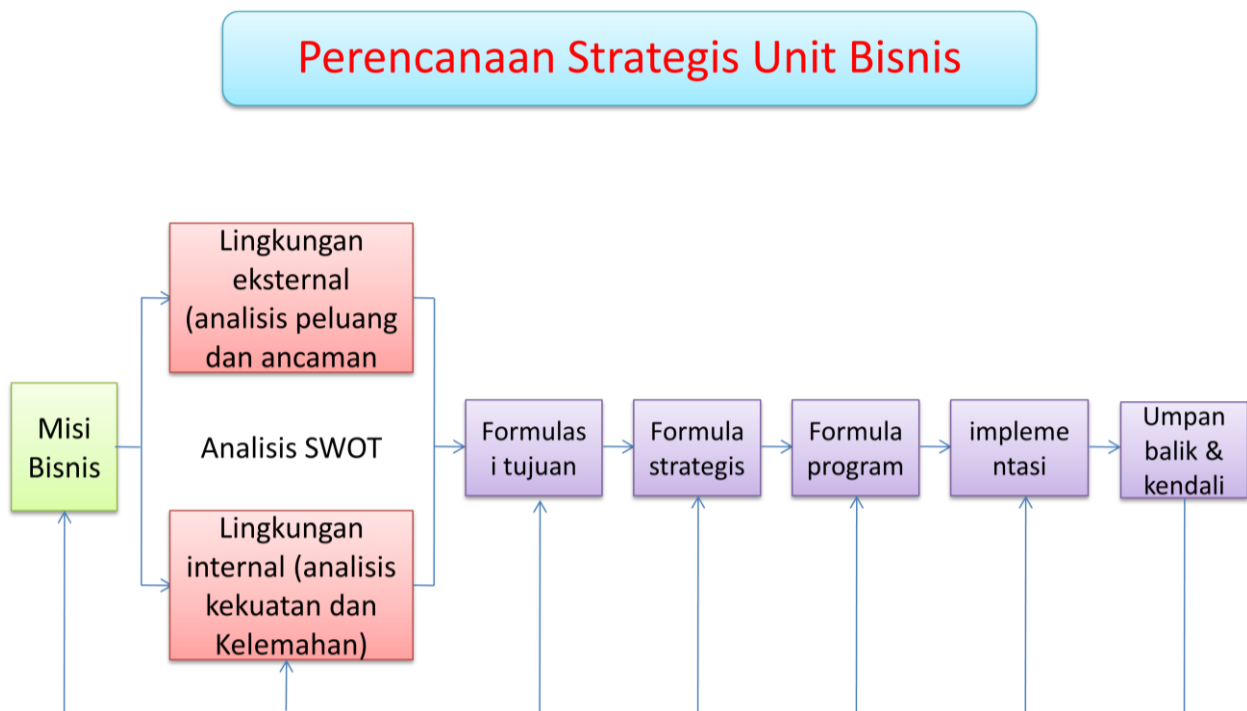 Perencanaan Strategis Unit Bisnis
Lingkungan
eksternal
(analisis peluang
dan ancaman
Misi
Bisnis
Analisis SWOT
Formulas
i tujuan
Formula
strategis
Formula
program
impleme
ntasi
Umpan
balik &
kendali
Lingkungan
internal (analisis
kekuatan dan
Kelemahan)